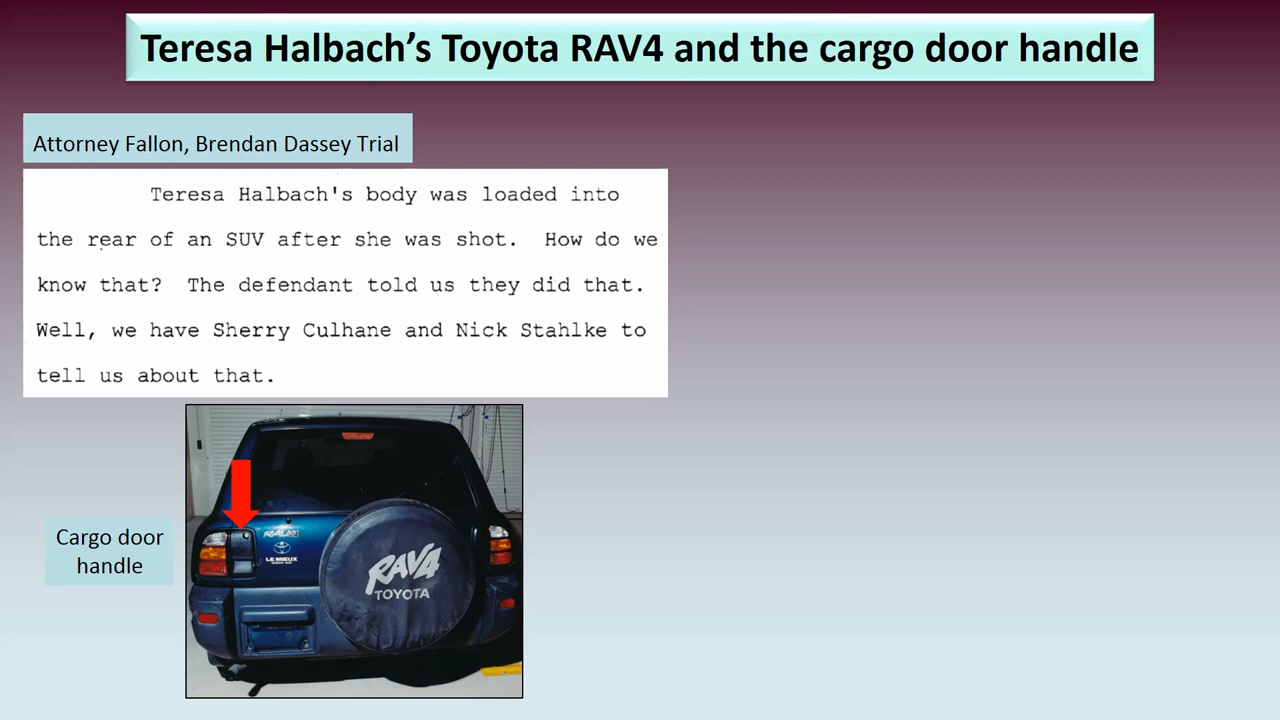 Teresa Halbach’s Toyota RAV4 and the cargo door handle
Attorney Fallon, Brendan Dassey Trial
Teresa Halbach's body was loaded into
the rear of an SUV after she was shot. How do we
know that? The defendant told us they did that.
Well, we have Sherry Culhane and Nick Stahlke to
tell us about that.
Cargo door
handle
RAV4
LE MIEUX
RAV4
TOYOTA